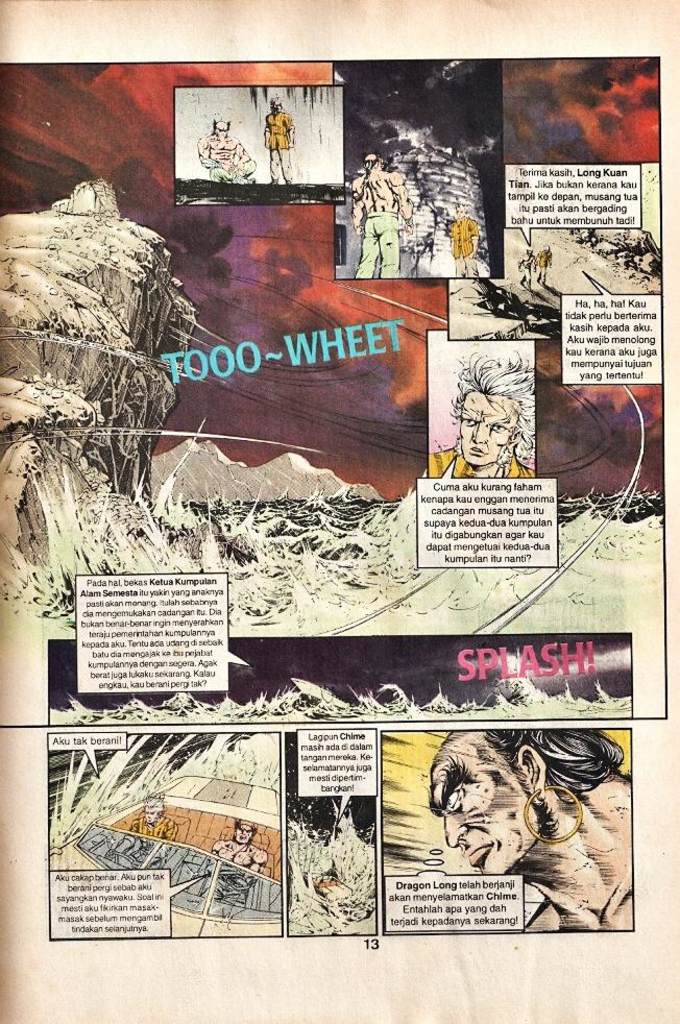 Terima kasih, Long Kuan
Tian. Jika bukan kerana kau
tampil ke depan, musang tua
itu pasti akan bergading
bahu untuk membunuh tadi!
Ha, ha, ha! Kau
tidak perlu berterima
kasih kepada aku.
Aku wajib menolong
kau kerana aku juga
mempunyai tujuan
yang tertentu!
TOOO~WHEET
Cuma aku kurang faham
kenapa kau enggan menerima
cadangan musang tua itu
supaya kedua-dua kumpulan
itu digabungkan agar kau
dapat mengetuai kedua-dua
kumpulan itu nanti?
Pada hal, bekas Ketua Kumpulan
Alam Semesta itu yakin yang anaknya
pasti akan menang. Itulah sebabnya
dia mengemukakan cadangan itu. Dia
bukan benar-benar ingin menyerahkan
teraju pemerintahan kumpulannya
kepada aku. Tentu ada udang di sebaik
batu dia mengajak ke ibu pejabat
kumpulannya dengan segera. Agak
berat juga lukaku sekarang. Kalau
engkau, kau berani pergi tak?
SPLASH!
Aku tak berani!
Aku cakap benar. Aku pun tak
berani pergi sebab aku
sayangkan nyawaku. Soal ini
mesti aku fikirkan masak-
masak sebelum mengambil
tindakan selanjutnya.
Lagipun Chime
masih ada di dalam
tangan mereka. Ke-
selamatannya juga
mesti dipertim-
bangkan!
Dragon Long telah berjanji
akan menyelamatkan Chime.
Entahlah apa yang dah
terjadi kepadanya sekarang!
13